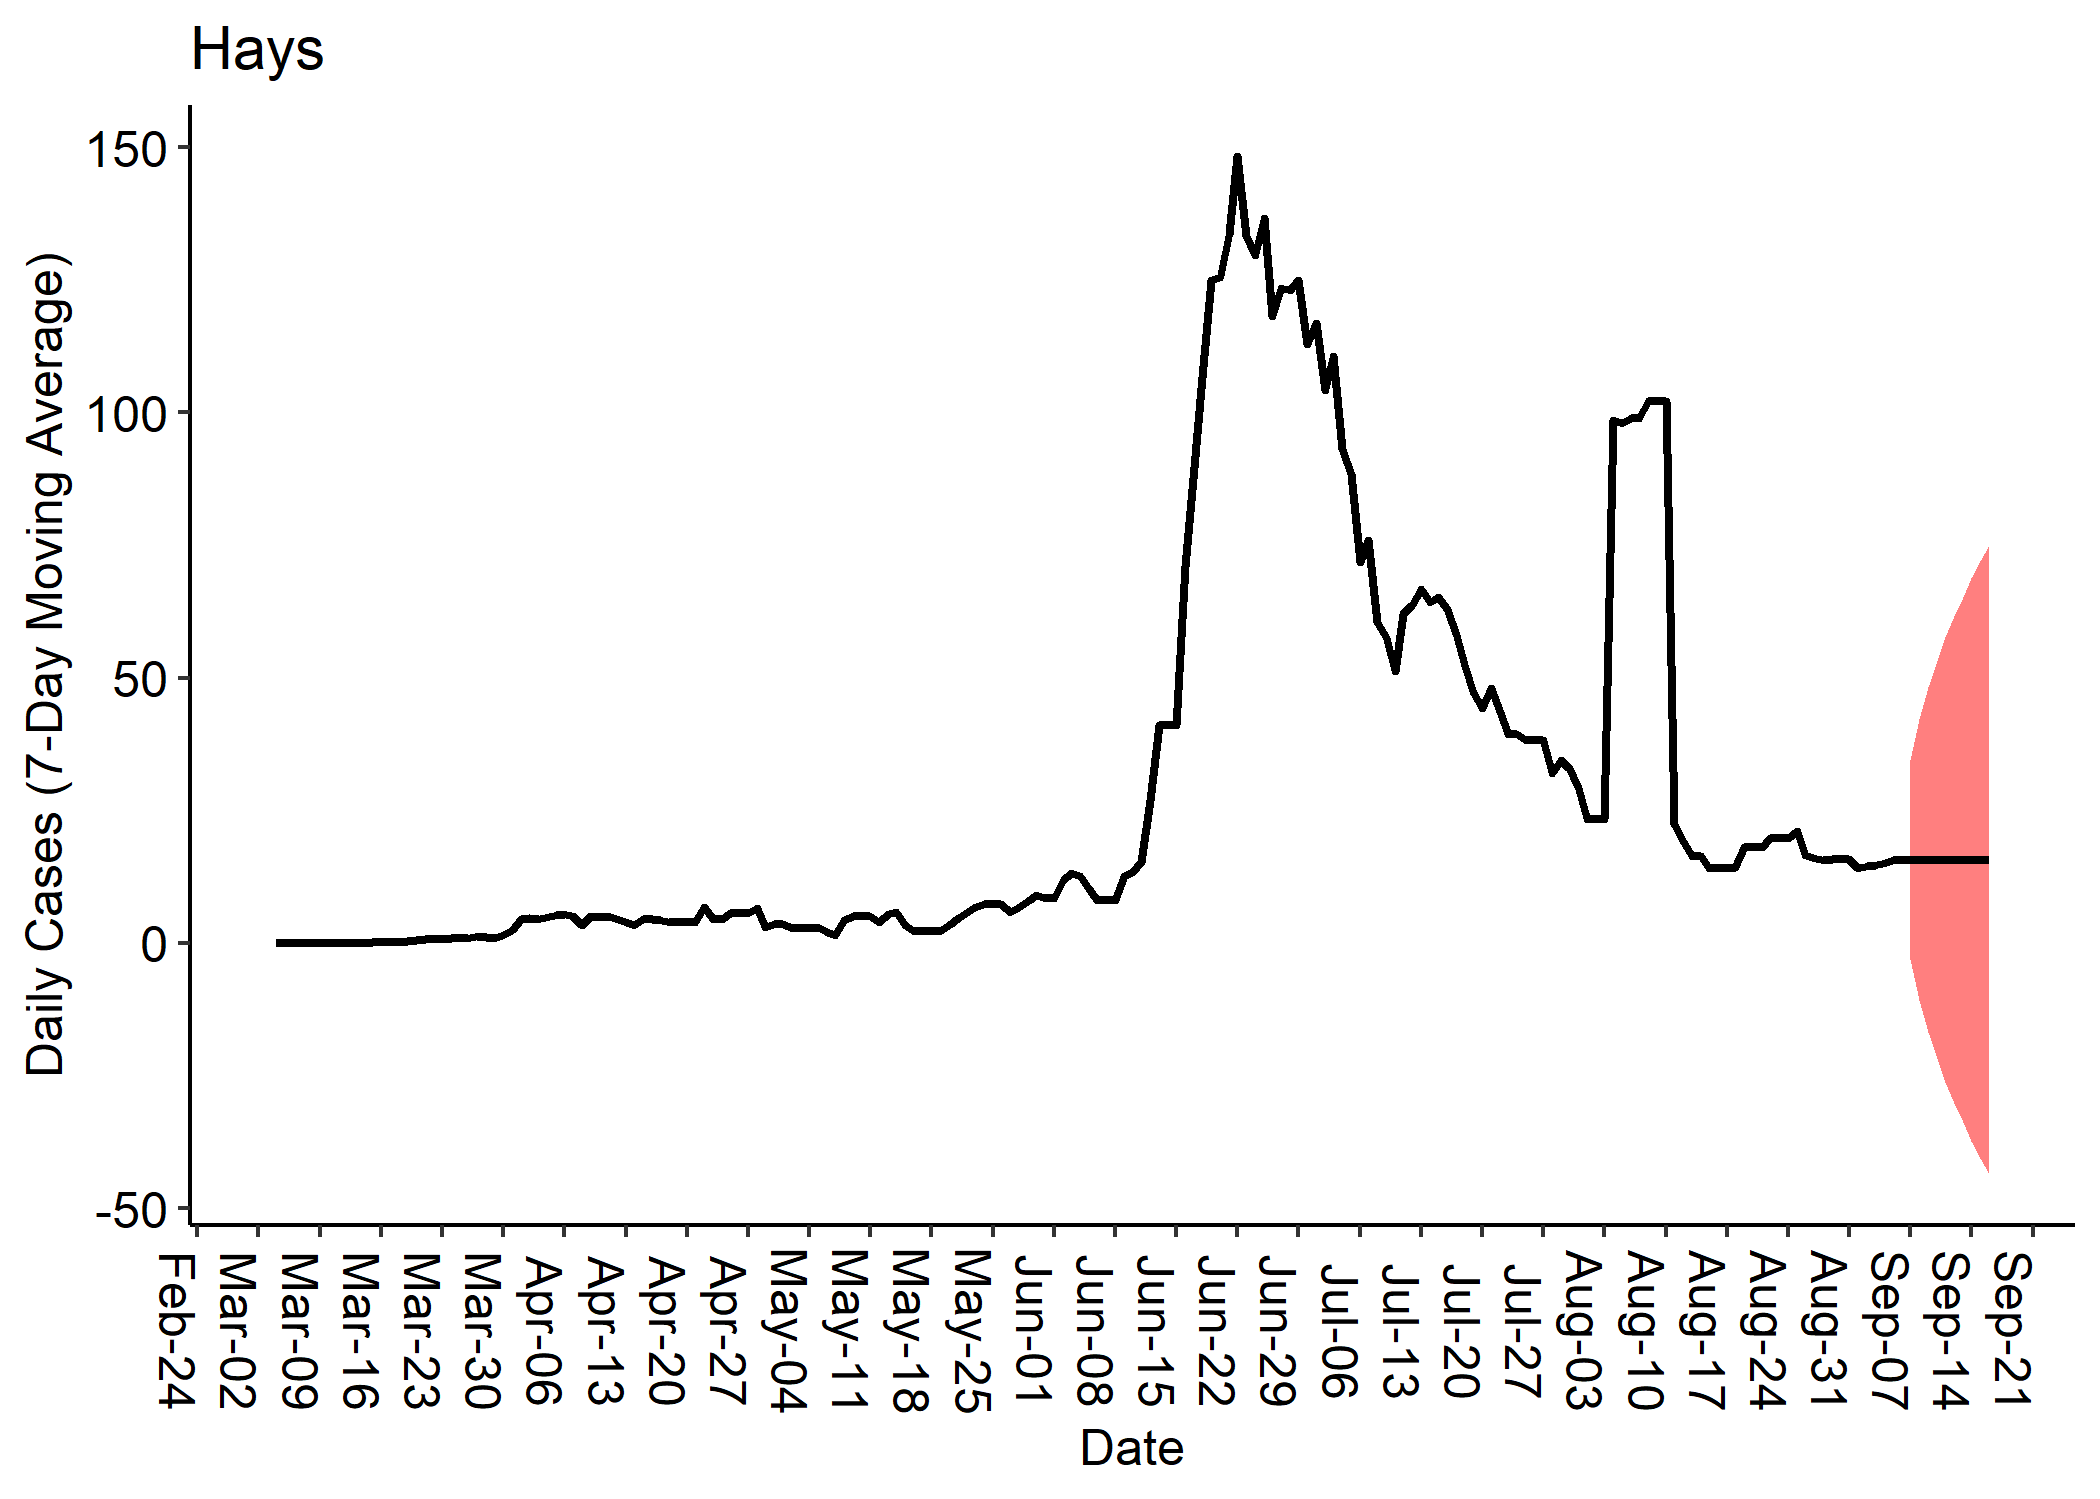 Hays
Daily Cases (7-Day Moving Average)
150
100
50
0
-50
Feb-24
Mar-02
Mar-09
Mar-16
Mar-23
Mar-30
Apr-06
Apr-13
Apr-20
Apr-27
May-04
May-11
May-18
May-25
Jun-01
Jun-08
Jun-15
Jun-22
Jun-29
Jul-06
Jul-13
Jul-20
Jul-27
Aug-03
Aug-10
Aug-17
Aug-24
Aug-31
Sep-07
Sep-14
Sep-21
Date